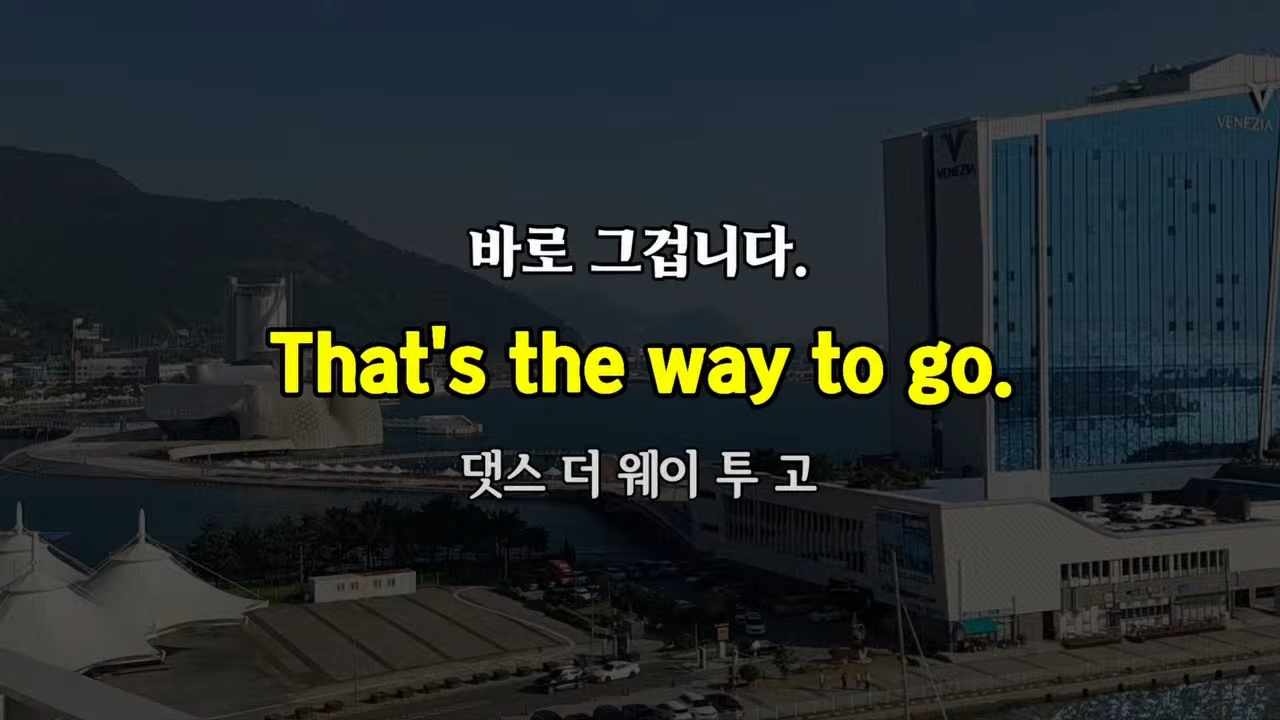 VENEZIA
VENEZIA
바로 그겁니다.
That's the way to go.
댓스 더 웨이 투 고